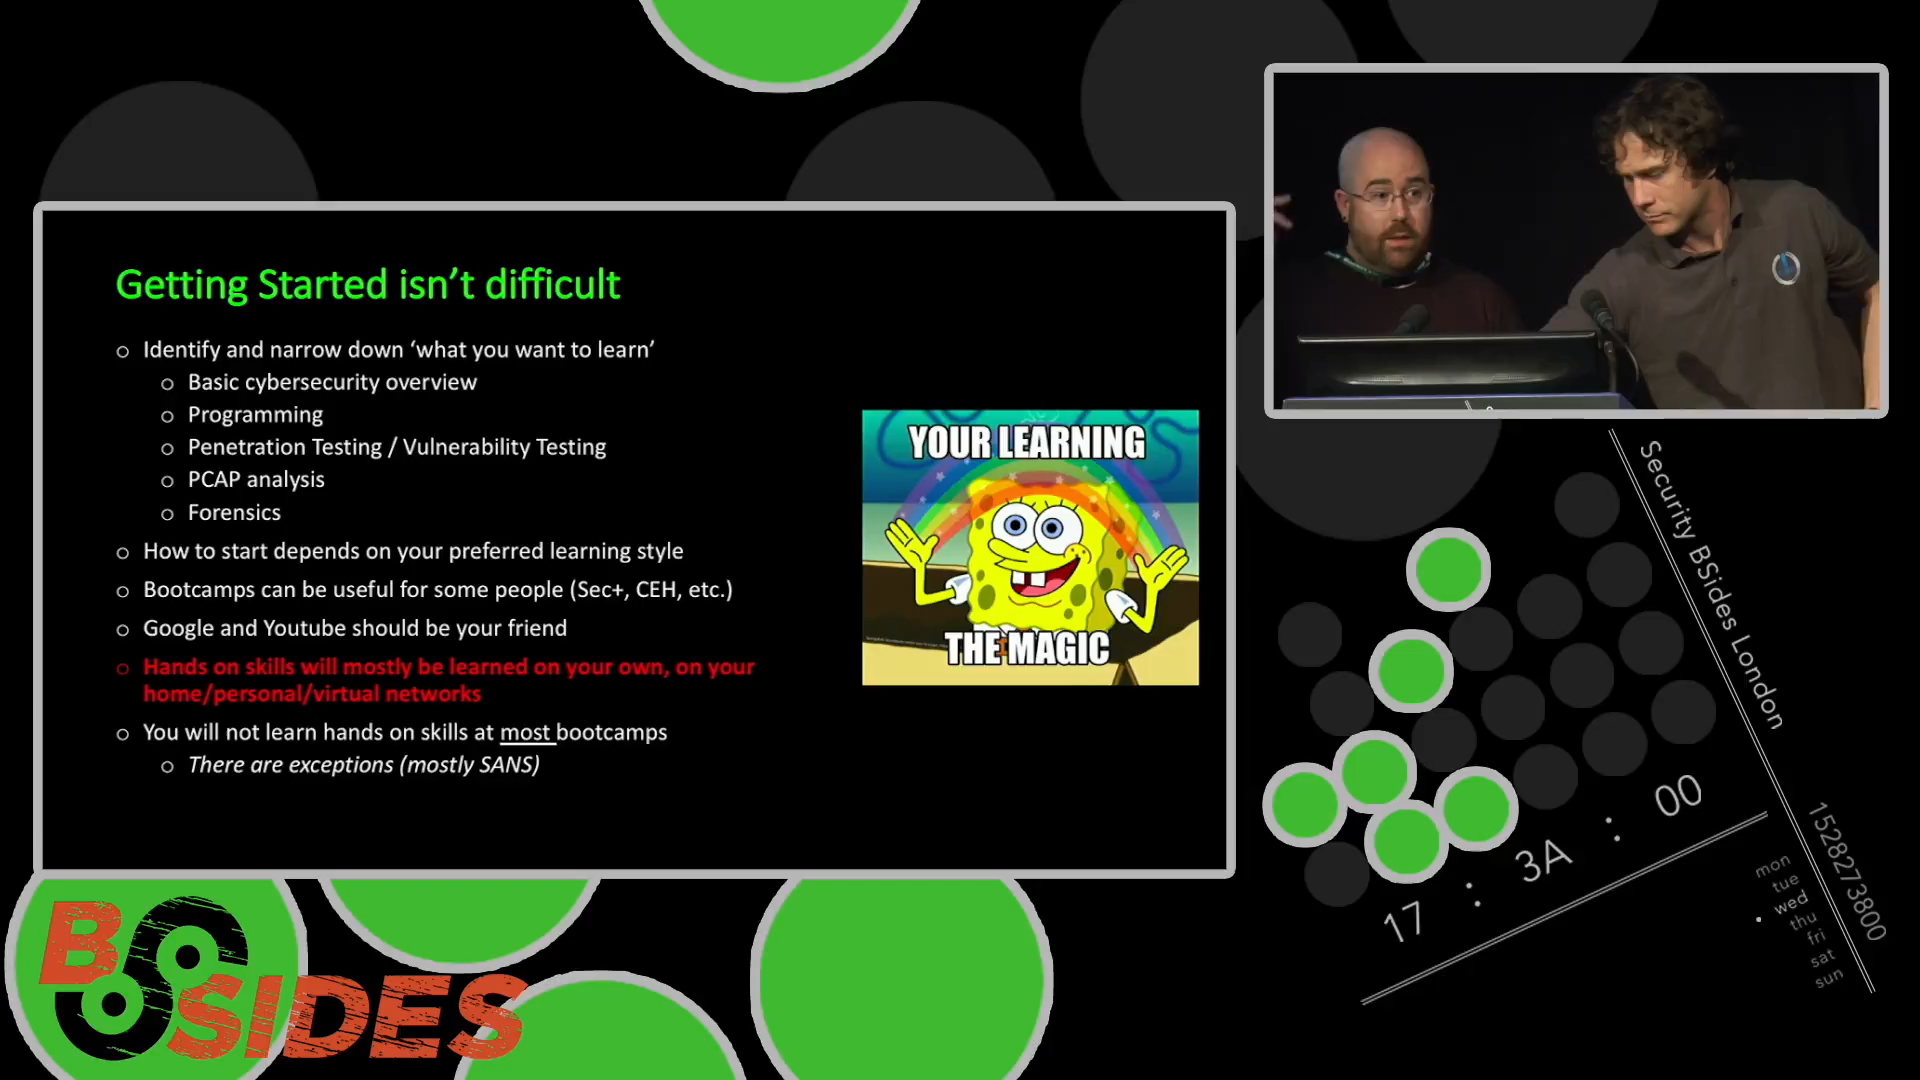 Getting Started isn’t difficult
Identify and narrow down ‘what you want to learn’
Basic cybersecurity overview
Programming
Penetration Testing / Vulnerability Testing
PCAP analysis
Forensics
How to start depends on your preferred learning style
Bootcamps can be useful for some people (Sec+, CEH, etc.)
Google and Youtube should be your friend
Hands on skills will mostly be learned on your own, on your
home/personal/virtual networks
You will not learn hands on skills at most bootcamps
There are exceptions (mostly SANS)
YOUR LEARNING
THE MAGIC
Security BSides London
17 : 3A : 00
1528273800
mon
tue
wed
thu
fri
sat
sun
BSIDES